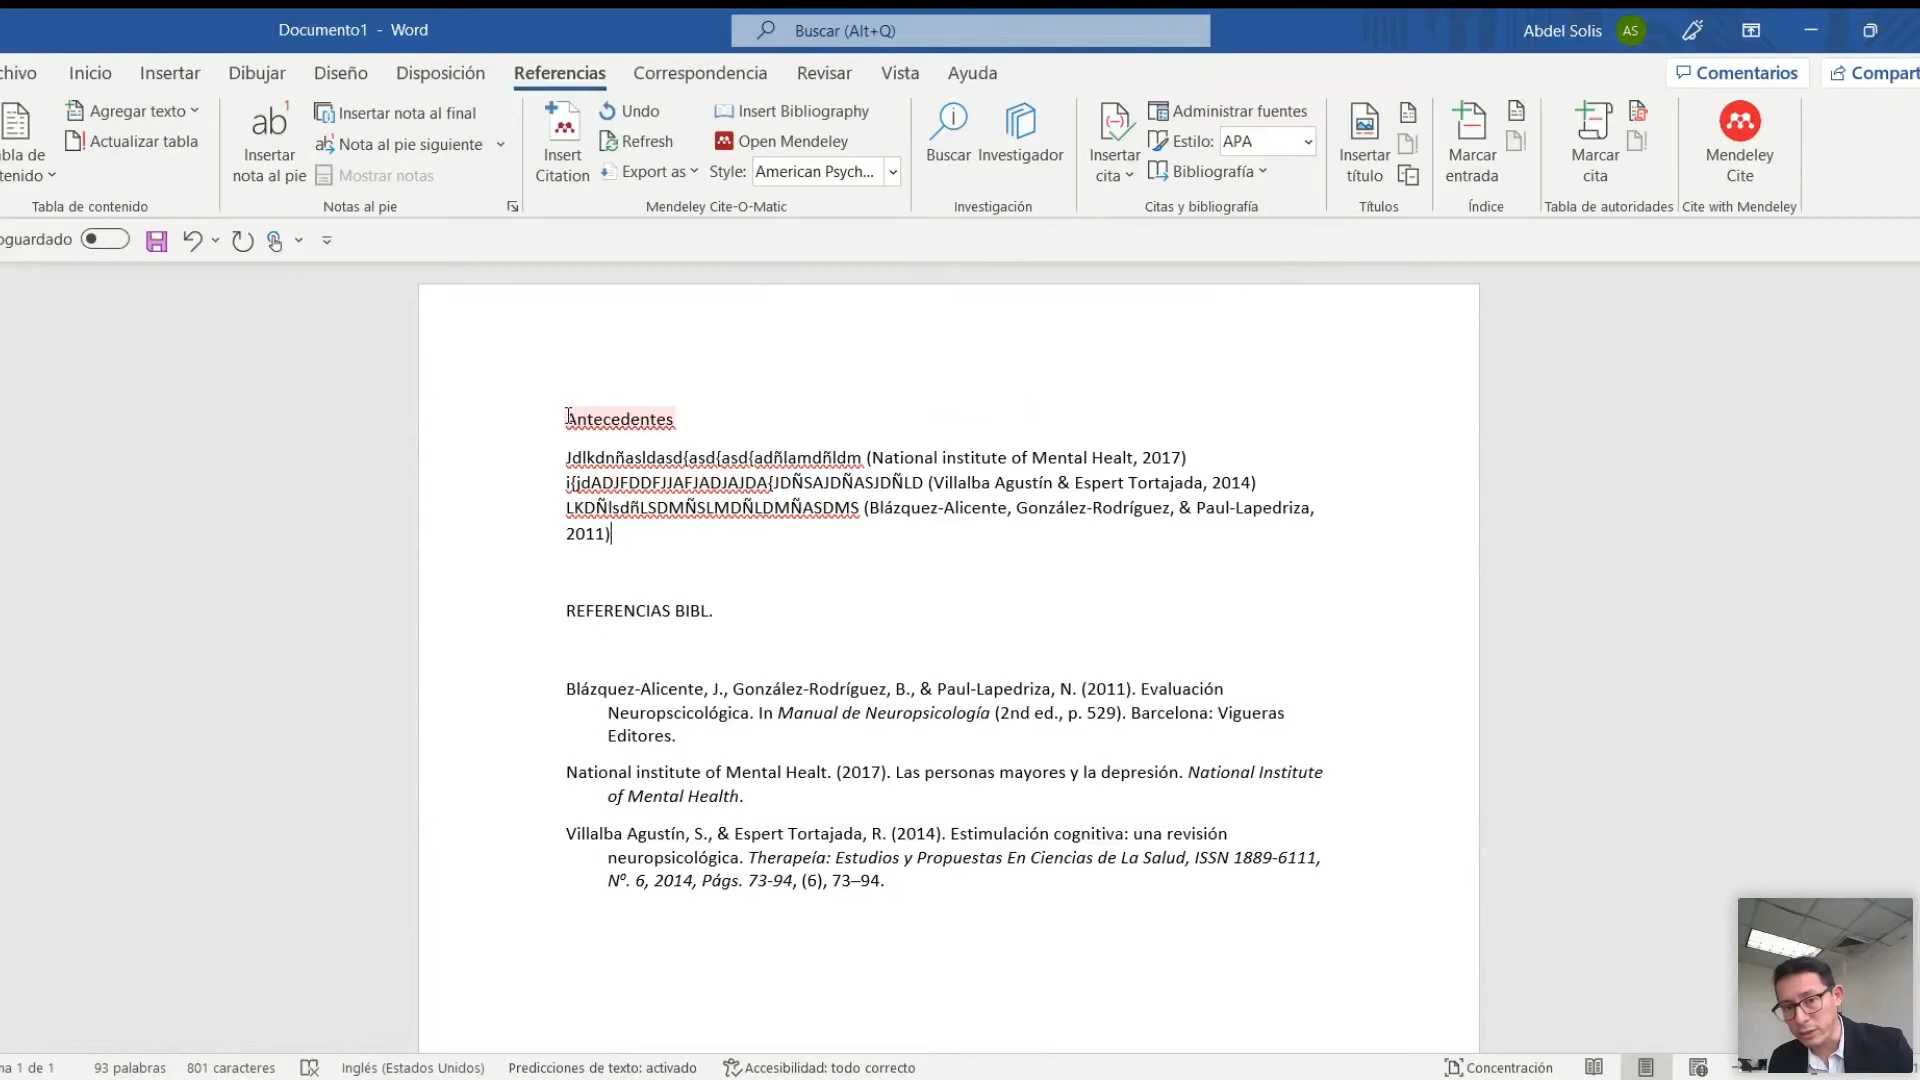 Documento1 - Word
Buscar (Alt+Q)
Abdel Solis
AS
chivo Inicio Insertar Dibujar Diseño Disposición Referencias Correspondencia Revisar Vista Ayuda
Comentarios
Compart
abla de
tenido
Agregar texto
Actualizar tabla
Tabla de contenido
ab 1
Insertar
nota al pie
Insertar nota al final
ab Nota al pie siguiente
Mostrar notas
Notas al pie
Insert
Citation
Undo
Refresh
Export as
Insert Bibliography
Open Mendeley
Style: American Psych...
Mendeley Cite-O-Matic
Buscar
Investigador
Investigación
Insertar
cita
Administrar fuentes
Estilo: APA
Bibliografía
Citas y bibliografía
Insertar
título
Títulos
Marcar
entrada
Índice
Marcar
cita
Tabla de autoridades
Mendeley
Cite
Cite with Mendeley
oguardado
Antecedentes
Jdlkdnñasldasd{asd{asd{adñlamdñldm (National institute of Mental Healt, 2017)
i{jdADJFDDFJJAFJADJAJDA{JDÑSAJDÑASJDÑLD (Villalba Agustín & Espert Tortajada, 2014)
LKDÑlsdñLSDMÑSLMDÑLDMÑASDMS (Blázquez-Alicente, González-Rodríguez, & Paul-Lapedriza,
2011)
REFERENCIAS BIBL.
Blázquez-Alicente, J., González-Rodríguez, B., & Paul-Lapedriza, N. (2011). Evaluación
Neuropscicológica. In Manual de Neuropsicología (2nd ed., p. 529). Barcelona: Vigueras
Editores.
National institute of Mental Healt. (2017). Las personas mayores y la depresión. National Institute
of Mental Health.
Villalba Agustín, S., & Espert Tortajada, R. (2014). Estimulación cognitiva: una revisión
neuropsicológica. Therapeía: Estudios y Propuestas En Ciencias de La Salud, ISSN 1889-6111,
Nº. 6, 2014, Págs. 73-94, (6), 73–94.
na 1 de 1
93 palabras
801 caracteres
Inglés (Estados Unidos)
Predicciones de texto: activado
Accesibilidad: todo correcto
Concentración